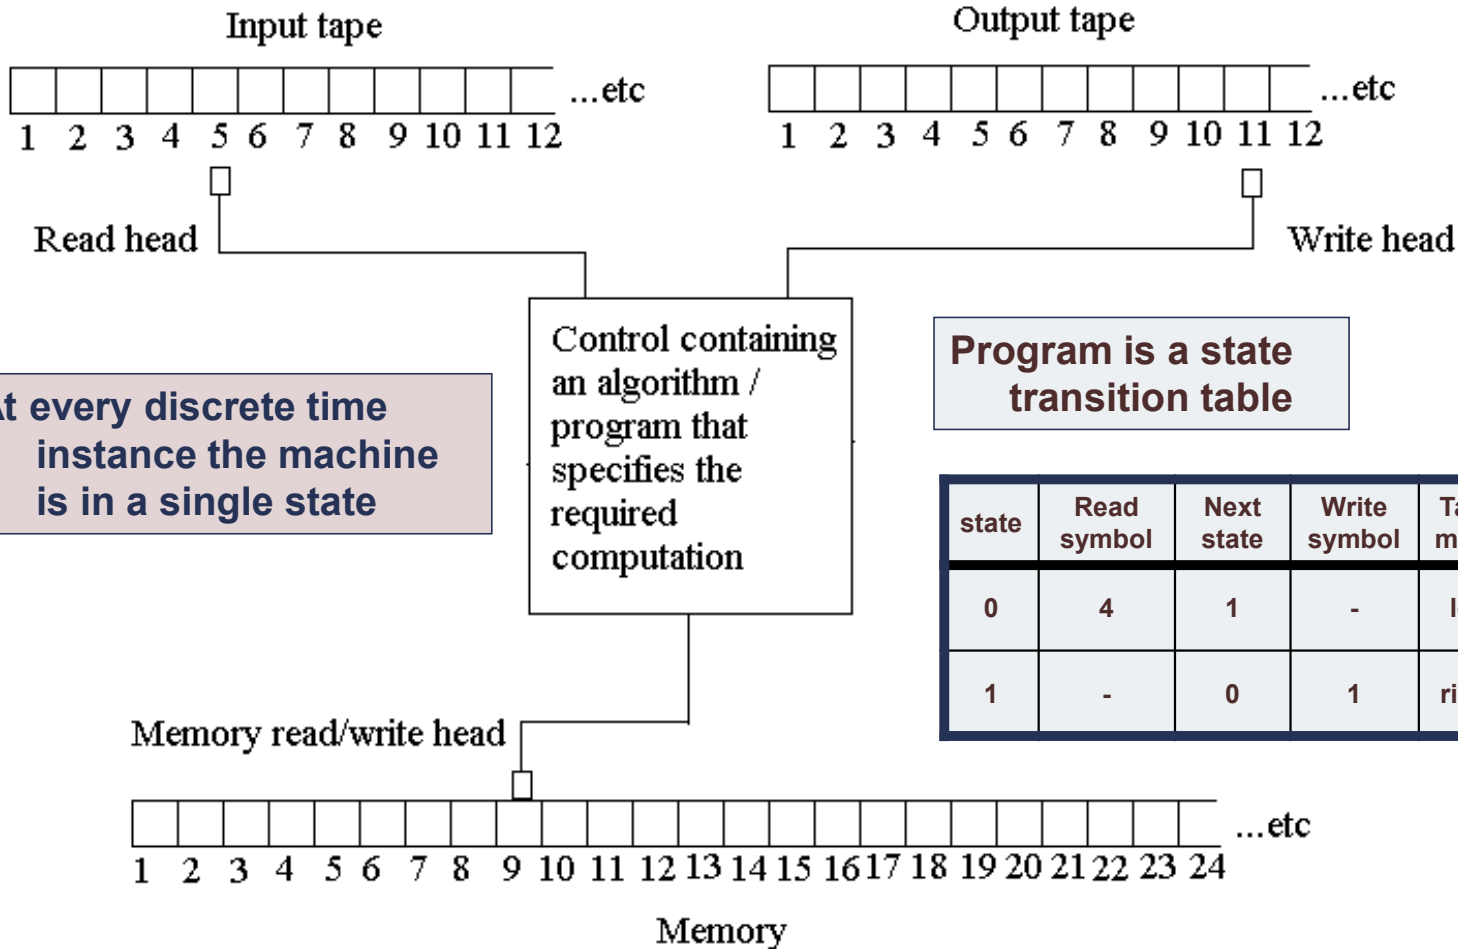 Input tape
Output tape
...etc
...etc
1 2 3 4 5 6 7 8 9 10 11 12
1 2 3 4 5 6 7 8 9 10 11 12
Read head
Write head
Control containing
an algorithm /
program that
specifies the
required
computation
Program is a state
transition table
At every discrete time
instance the machine
is in a single state
state Read symbol Next state Write symbol
0 4 1 -
1 - 0 1
Memory read/write head
...etc
1 2 3 4 5 6 7 8 9 10 11 12 13 14 15 16 17 18 19 20 21 22 23 24
Memory